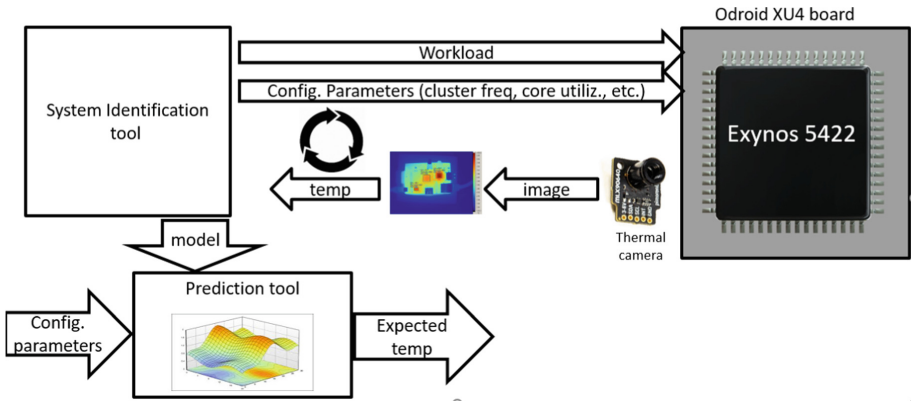 Odroid XU4 board
Workload
System Identification
tool
Config. Parameters (cluster freq, core utiliz., etc.)
Exynos 5422
temp
image
Thermal
camera
model
Prediction tool
Config.
parameters
Expected
temp